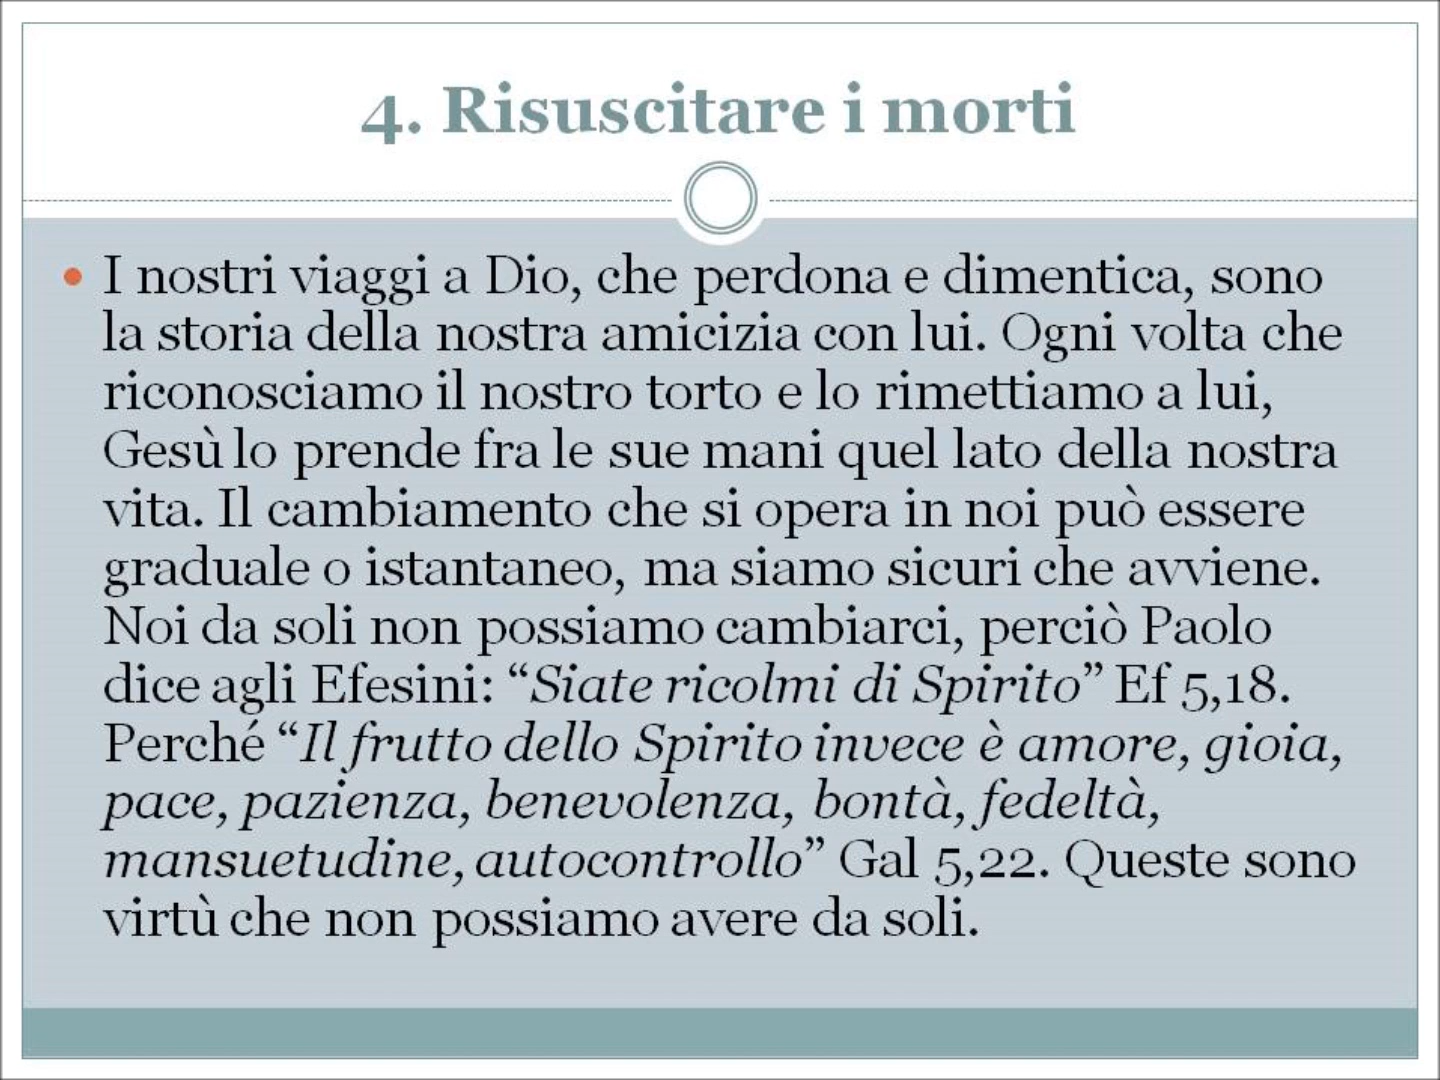 4. Risuscitare i morti
• I nostri viaggi a Dio, che perdona e dimentica, sono
la storia della nostra amicizia con lui. Ogni volta che
riconosciamo il nostro torto e lo rimettiamo a lui,
Gesù lo prende fra le sue mani quel lato della nostra
vita. Il cambiamento che si opera in noi può essere
graduale o istantaneo, ma siamo sicuri che avviene.
Noi da soli non possiamo cambiarci, perciò Paolo
dice agli Efesini: “Siate ricolmi di Spirito” Ef 5,18.
Perché “Il frutto dello Spirito invece è amore, gioia,
pace, pazienza, benevolenza, bontà, fedeltà,
mansuetudine, autocontrollo” Gal 5,22. Queste sono
virtù che non possiamo avere da soli.